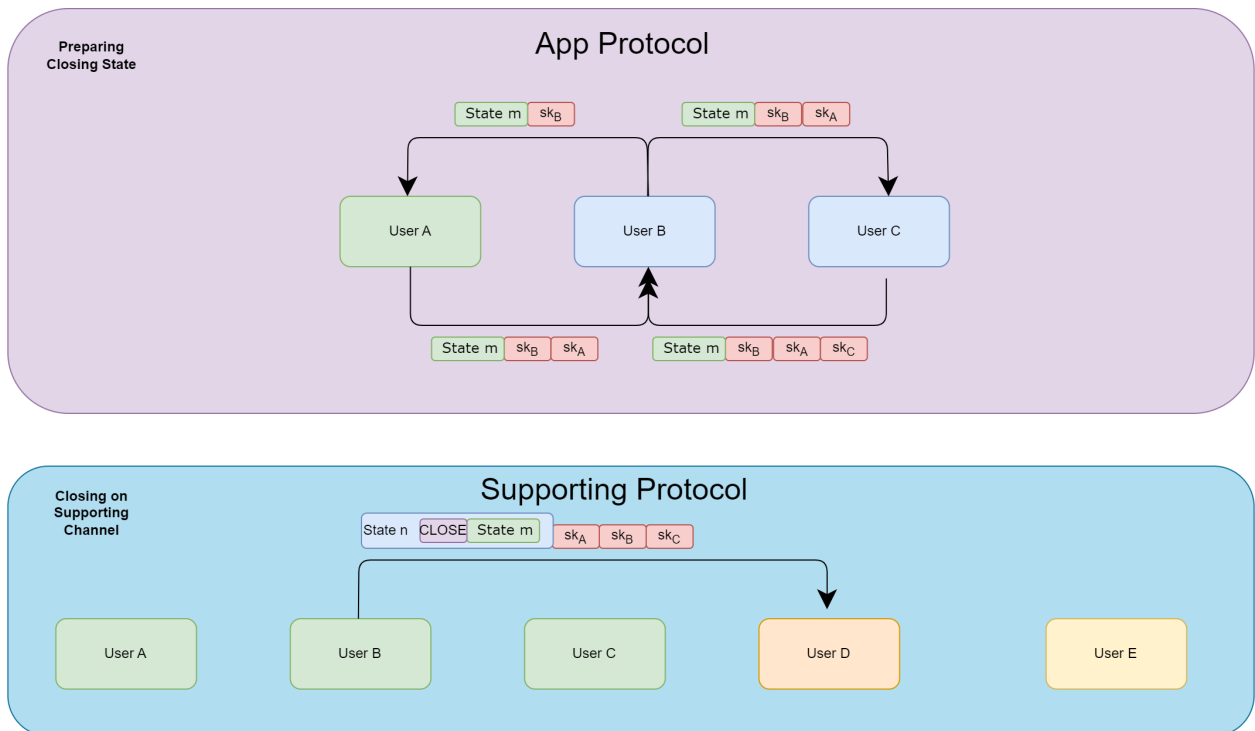 App Protocol
Preparing
Closing State
State m skB
State m skB skA
User A
User B
User C
State m skB skA
State m skB skA skC
Supporting Protocol
Closing on
Supporting
Channel
State n CLOSE State m skA skB skC
User A
User B
User C
User D
User E